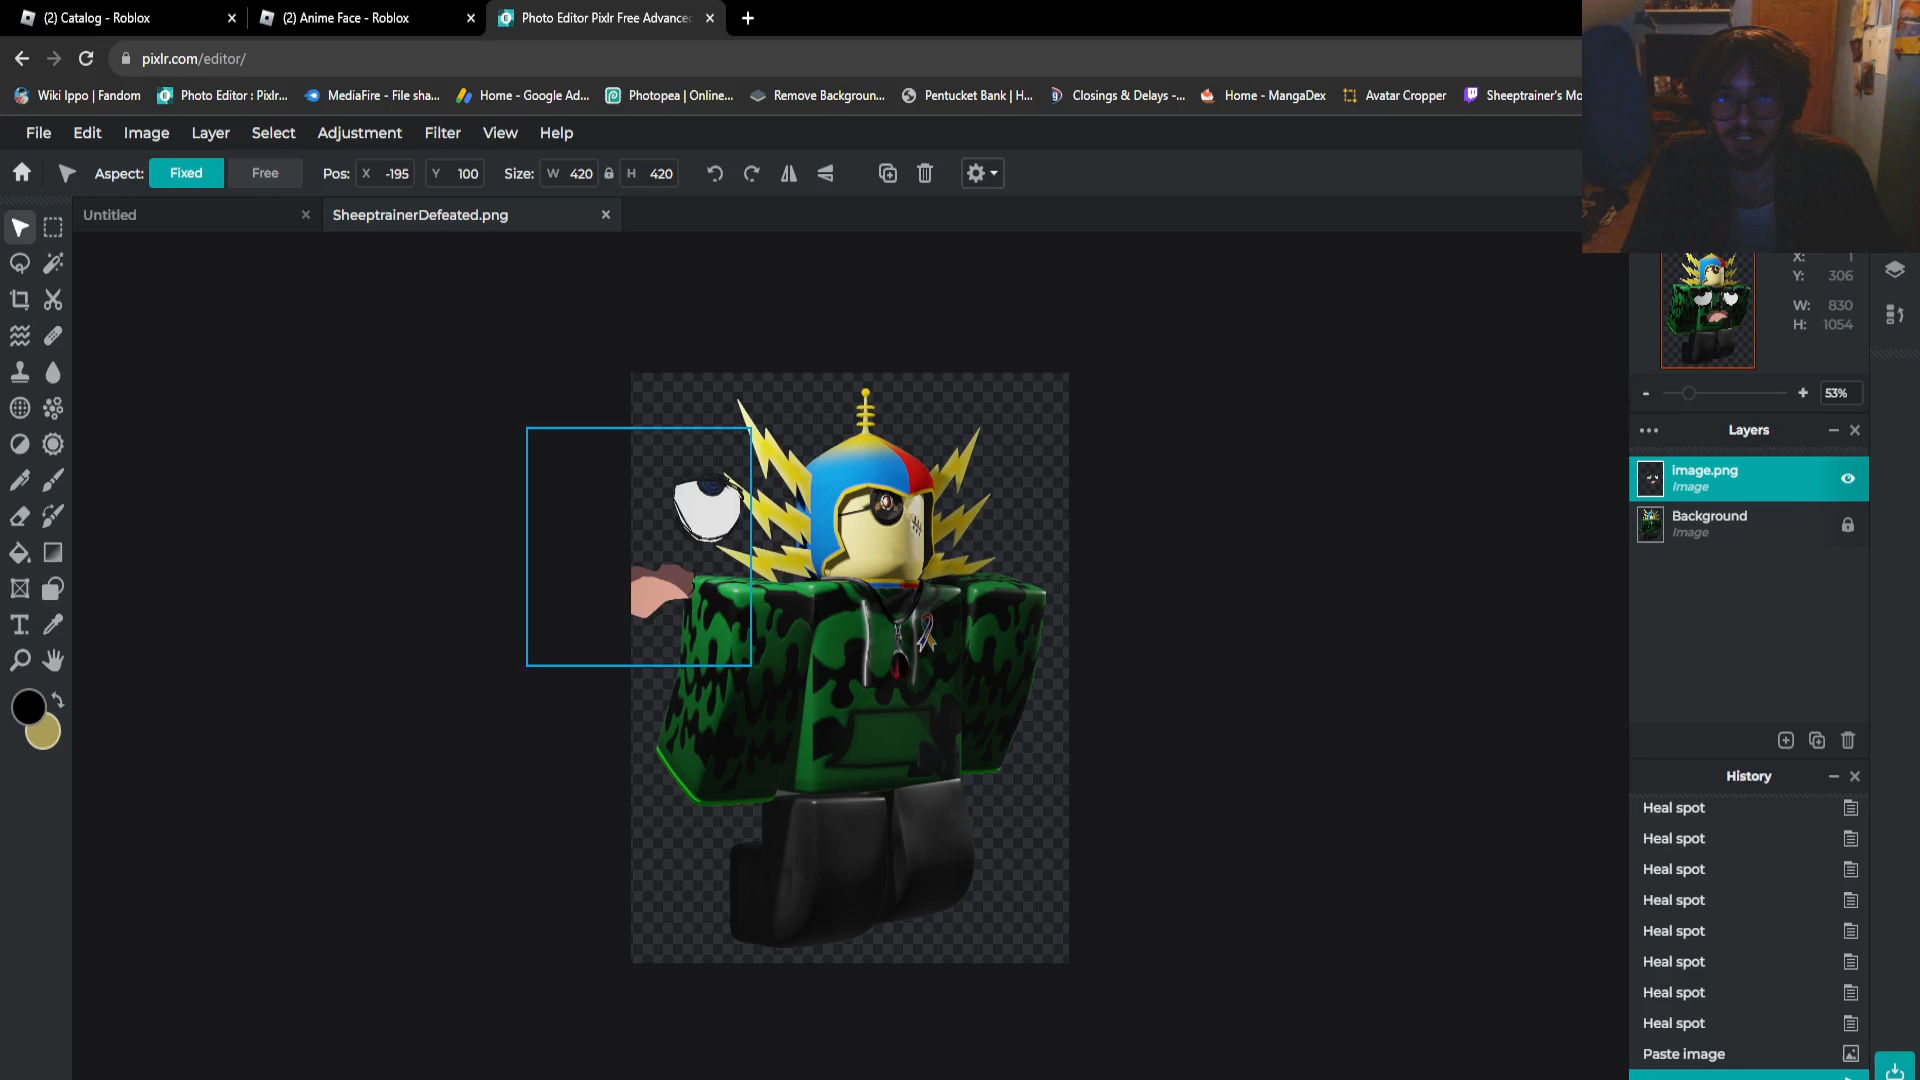 (2) Catalog - Roblox
(2) Anime Face - Roblox
Photo Editor Pixlr Free Advance
pixlr.com/editor/
Wiki Ippo | Fandom
Photo Editor : Pixlr...
MediaFire - File sha...
Home - Google Ad...
Photopea | Online...
Remove Backgroun...
Pentucket Bank | H...
Closings & Delays -...
Home - MangaDex
Avatar Cropper
Sheeptrainer's Mo
File Edit Image Layer Select Adjustment Filter View Help
Aspect: Fixed Free Pos: X -195 Y 100 Size: W 420 H 420
Untitled
SheeptrainerDefeated.png
X: 1
Y: 306
W: 830
H: 1054
- + 53%
Layers
image.png
Image
Background
Image
History
Heal spot
Heal spot
Heal spot
Heal spot
Heal spot
Heal spot
Heal spot
Heal spot
Paste image